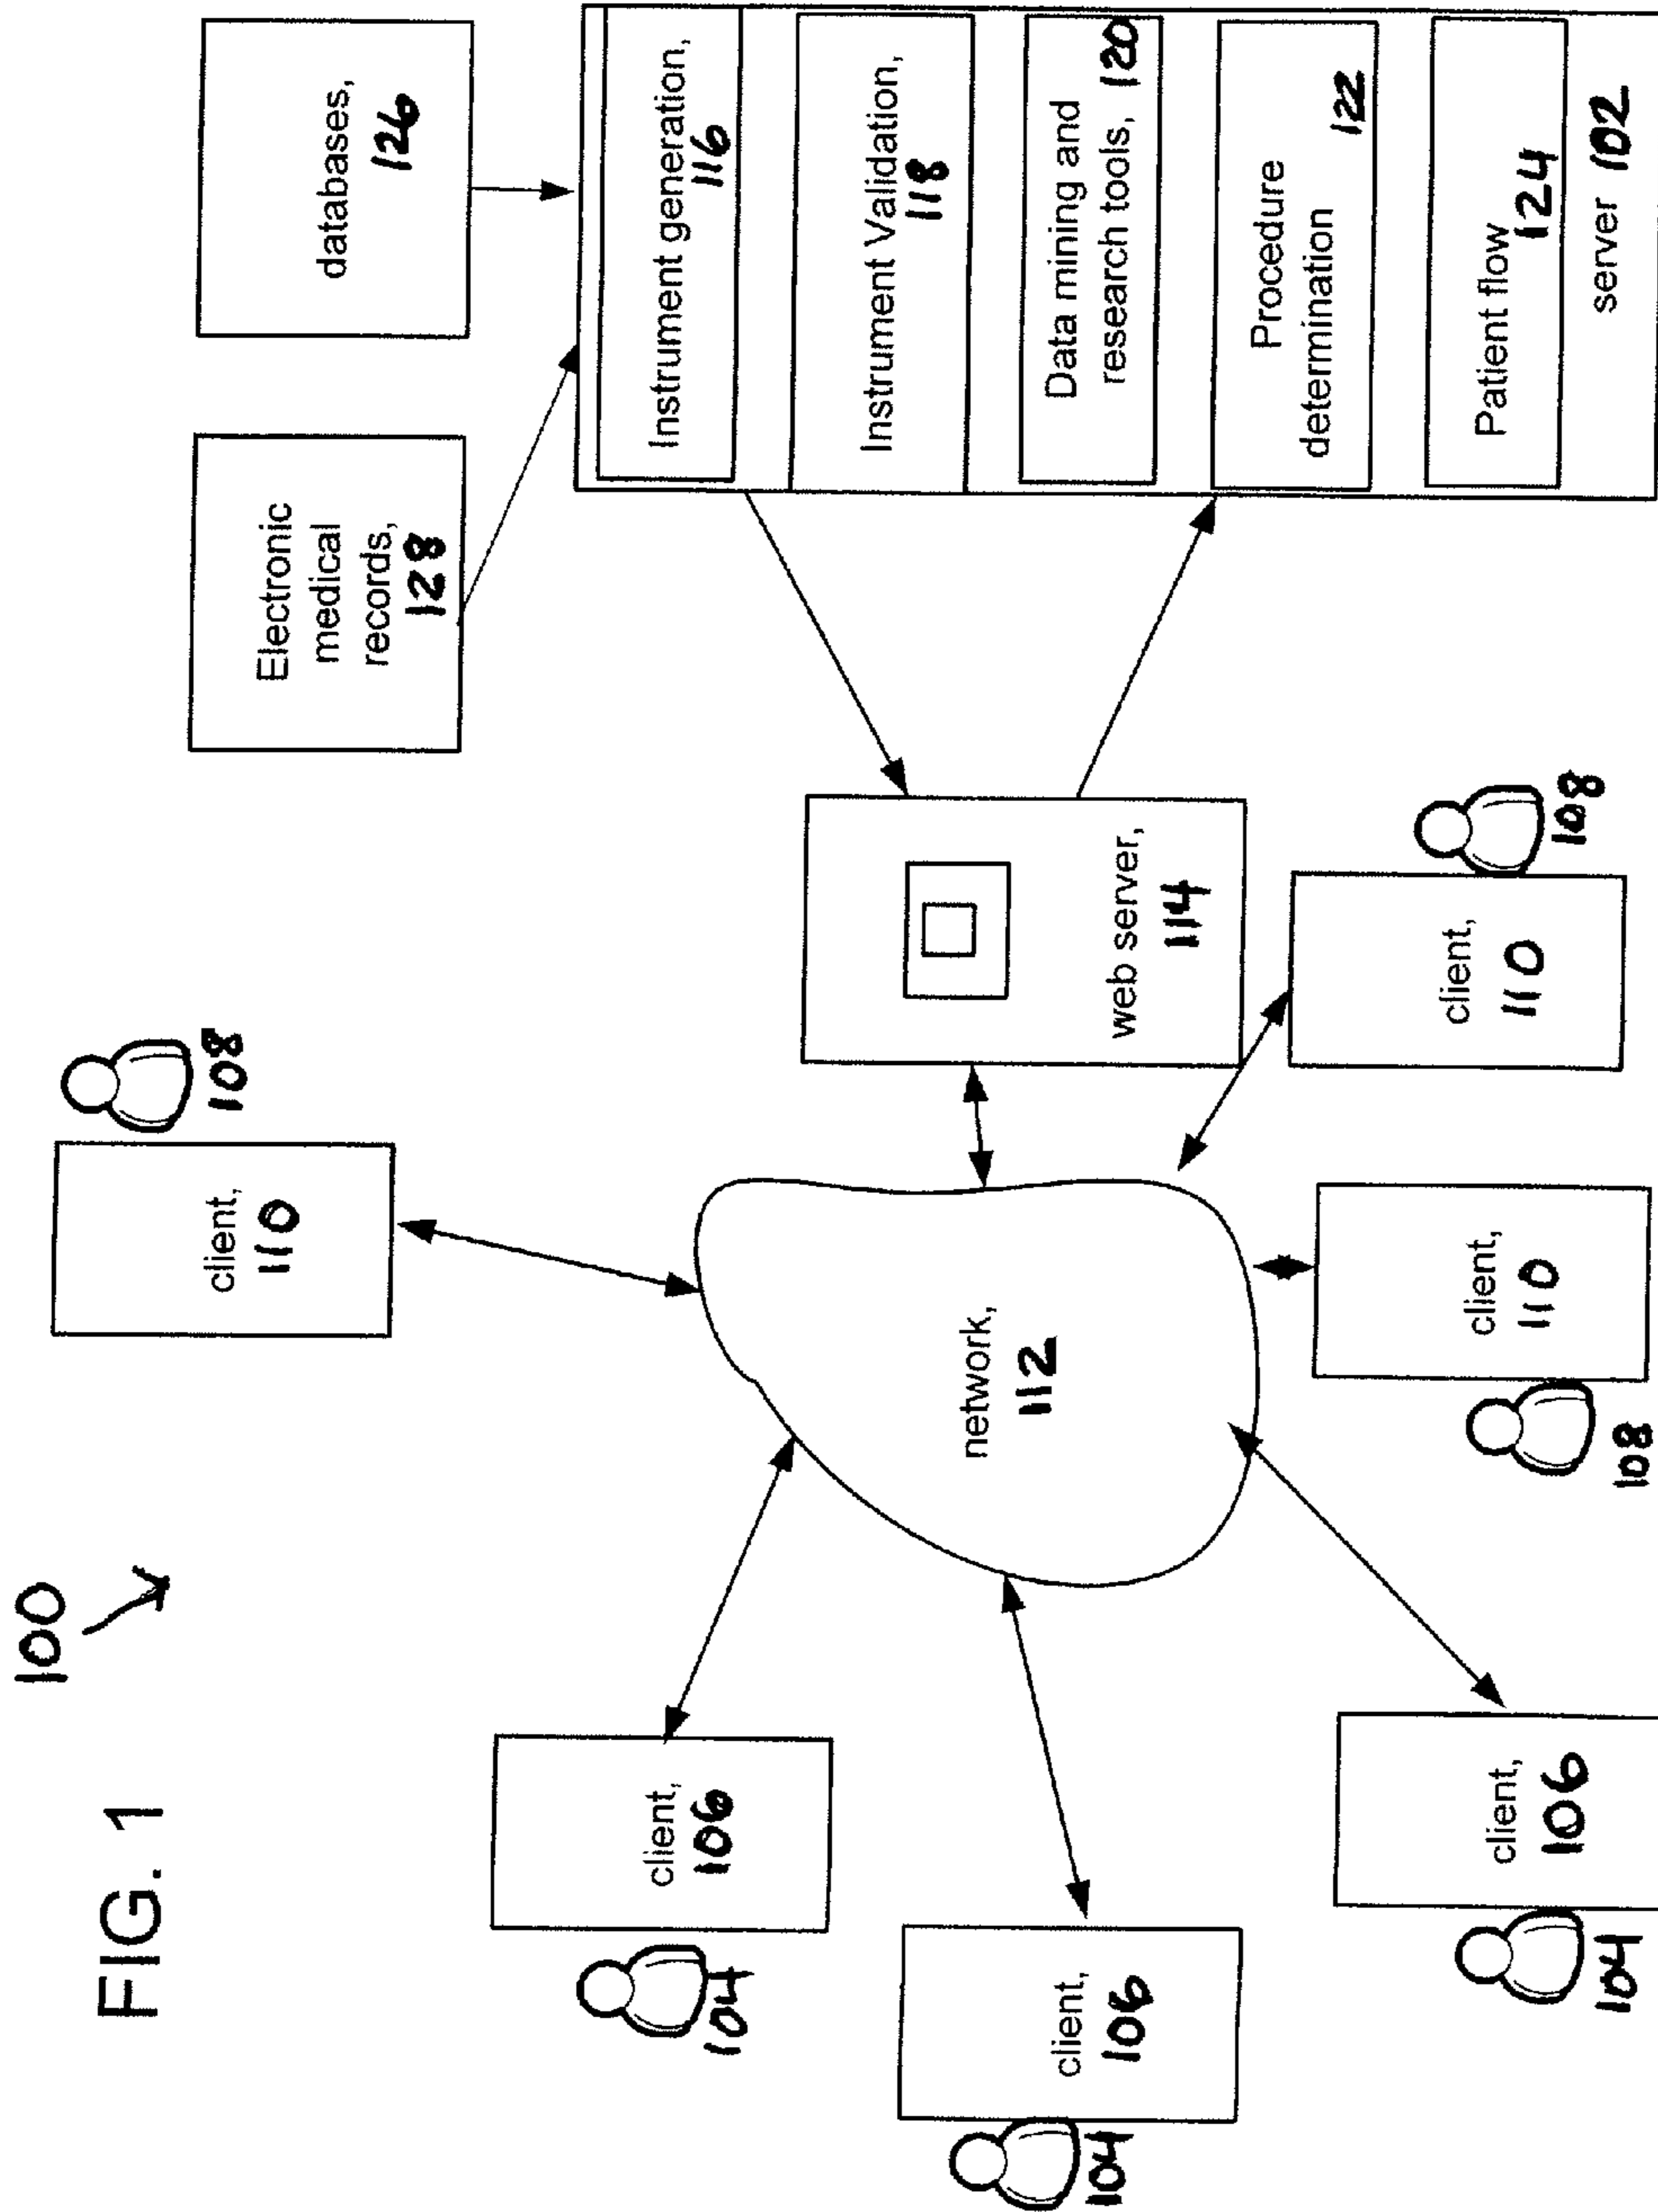 FIG. 1
100
client,
106
104
client,
106
104
client,
106
104
network,
112
client,
110
108
client,
110
108
client,
110
108
web server,
114
Electronic
medical
records,
128
databases,
126
Instrument generation,
116
Instrument Validation,
118
Data mining and
research tools, 120
Procedure
determination
122
Patient flow
124
server 102